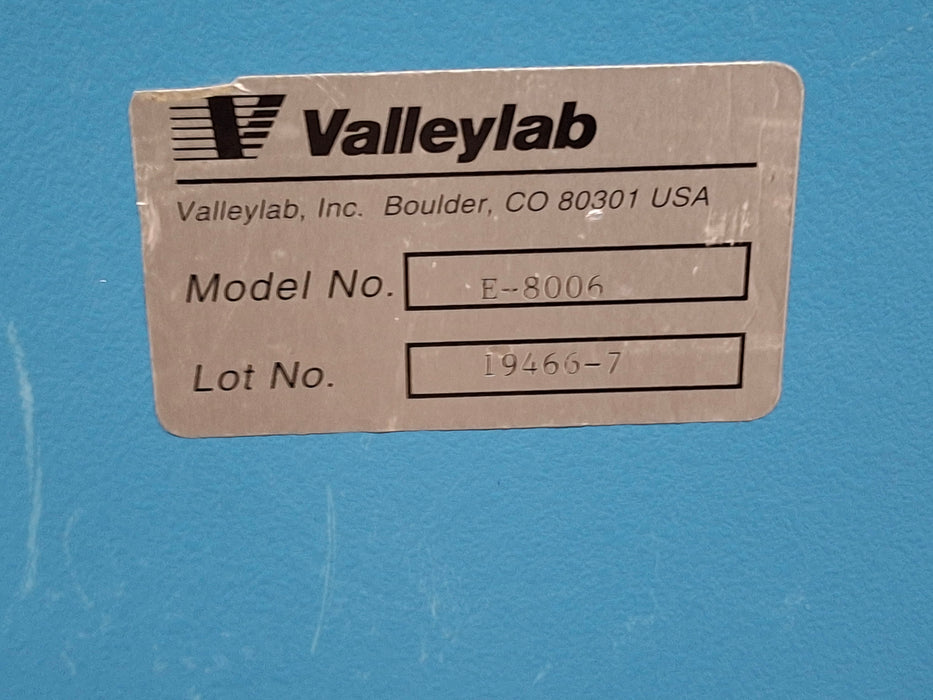 Valleylab
Valleylab, Inc. Boulder, CO 80301 USA
Model No. E-8006
Lot No. 19466-7